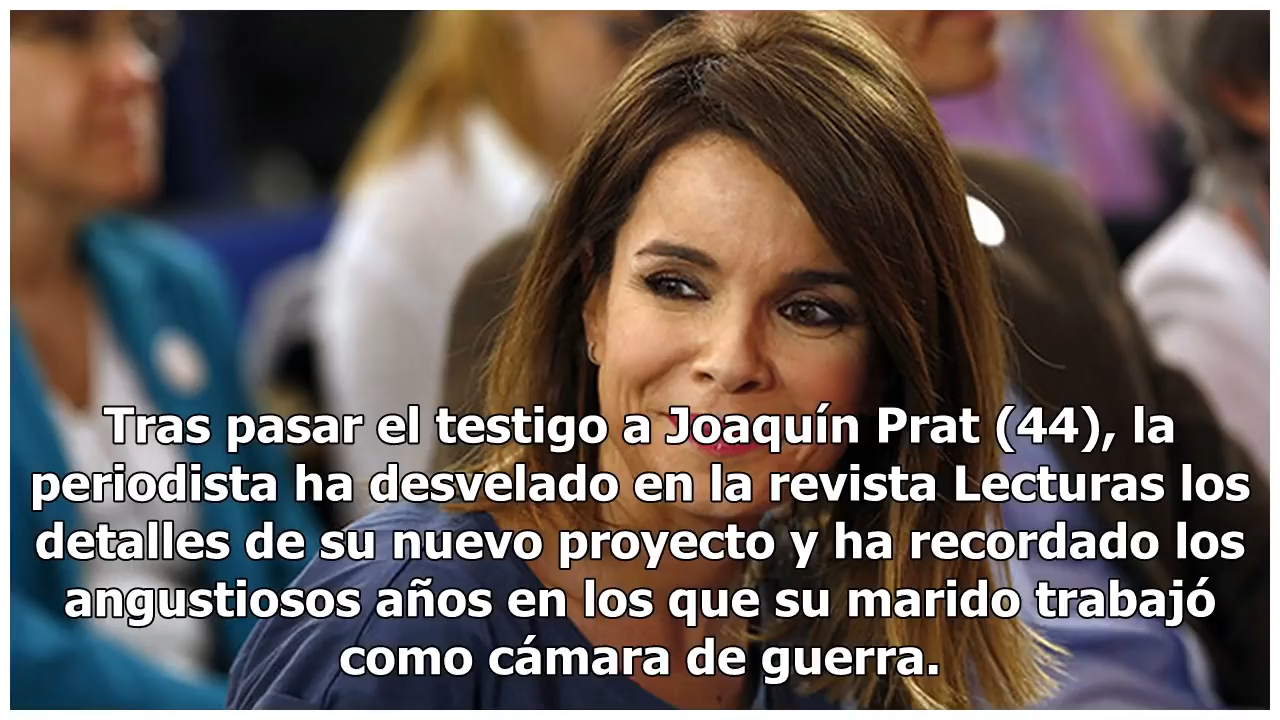 Tras pasar el testigo a Joaquín Prat (44), la
periodista ha desvelado en la revista Lecturas los
detalles de su nuevo proyecto y ha recordado los
angustiosos años en los que su marido trabajó
como cámara de guerra.